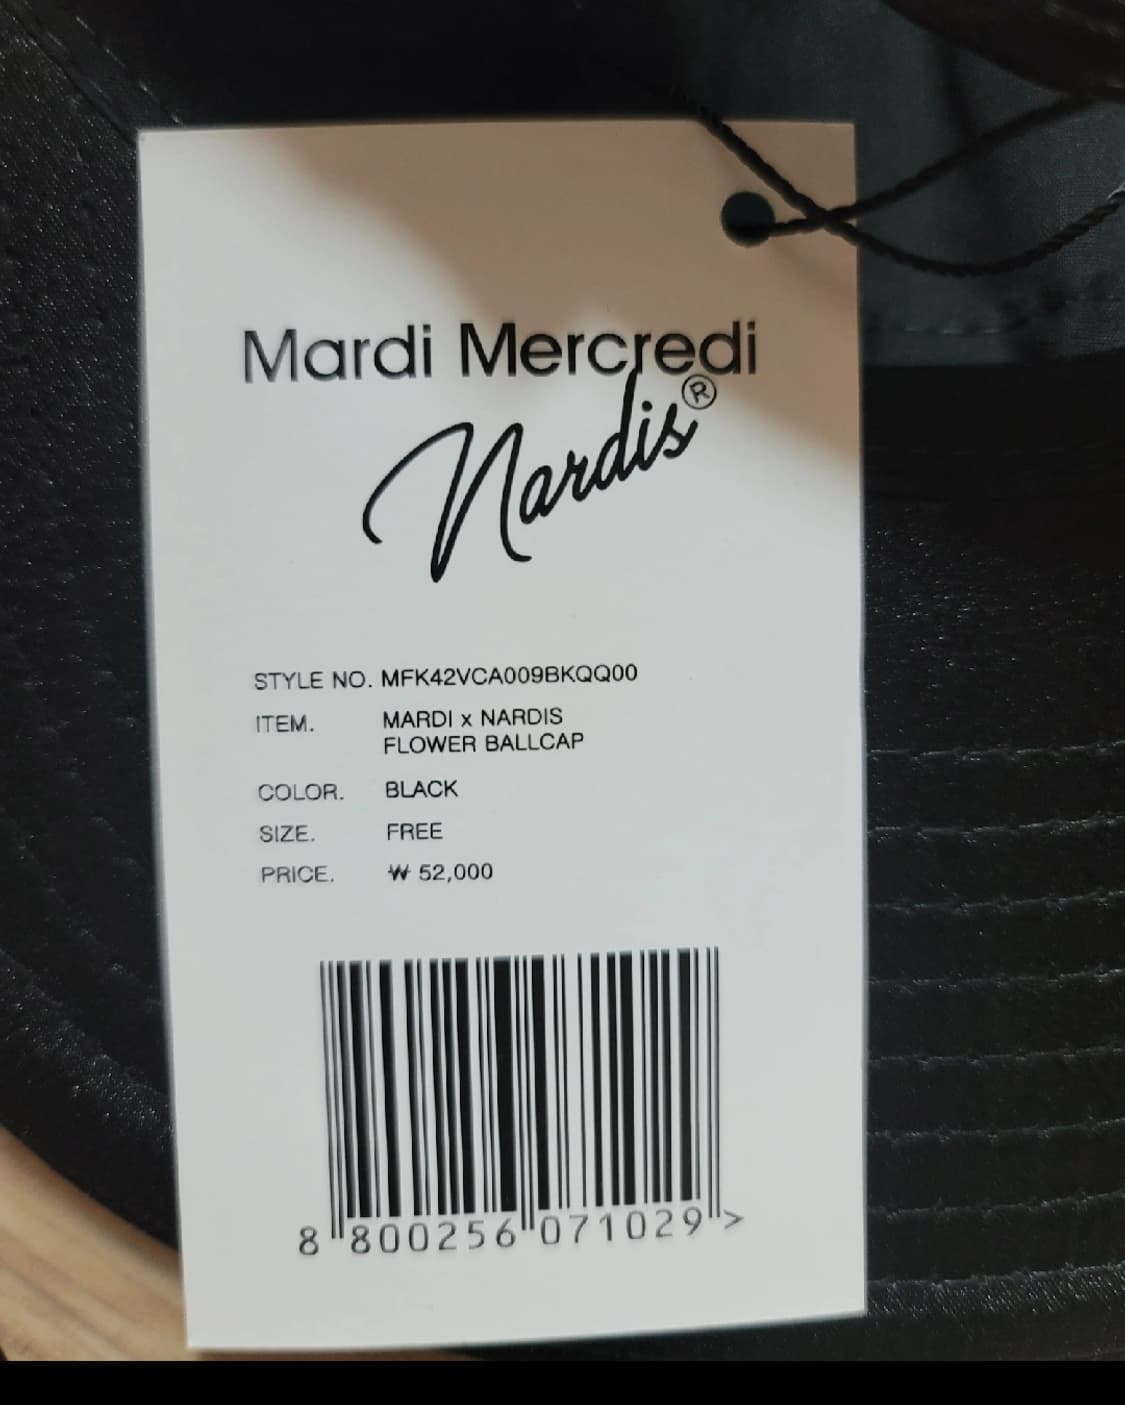 Mardi Mercredi
Nardis®
STYLE NO. MFK42VCA009BKQQ00
ITEM. MARDI x NARDIS
FLOWER BALLCAP
COLOR. BLACK
SIZE. FREE
PRICE. ₩ 52,000
8 800256 071029 >